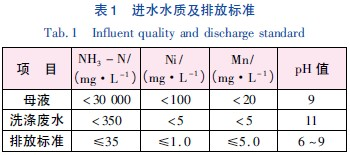 表1 进水水质及排放标准
Tab. 1 Influent quality and discharge standard
项 目 NH3-N/(mg·L-1) Ni/(mg·L-1) Mn/(mg·L-1) pH 值
母液 <30 000 <100 <20 9
洗涤废水 <350 <5 <5 11
排放标准 ≤35 ≤1.0 ≤5.0 6~9